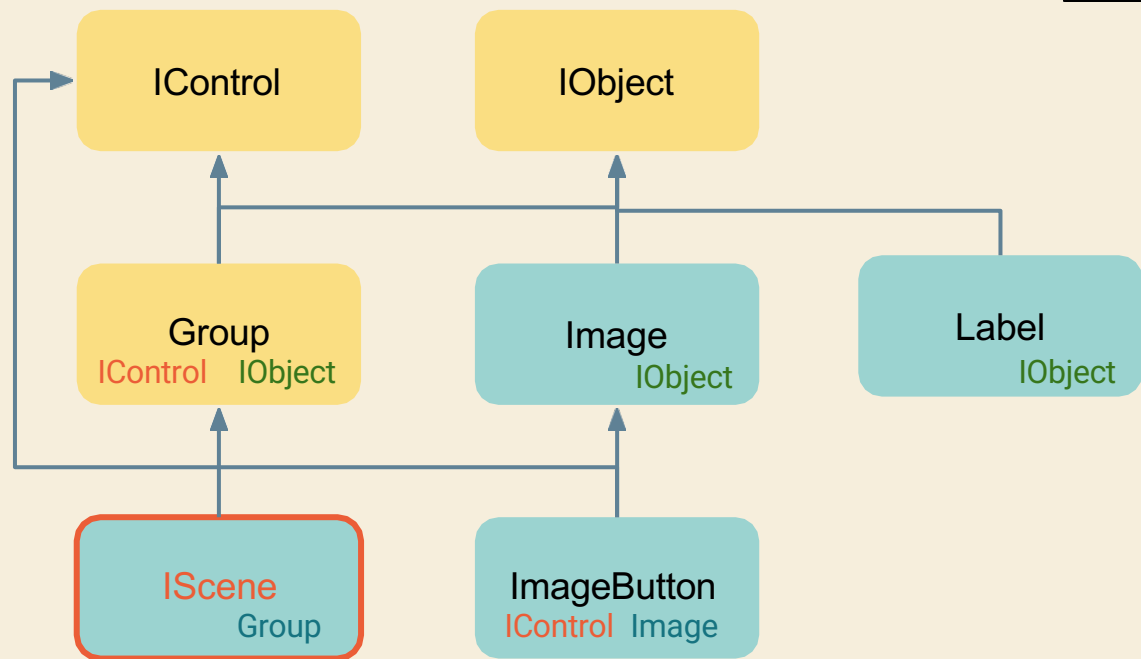 IControl
IObject
Group
IControl IObject
Image
IObject
Label
IObject
IScene
Group
ImageButton
IControl Image